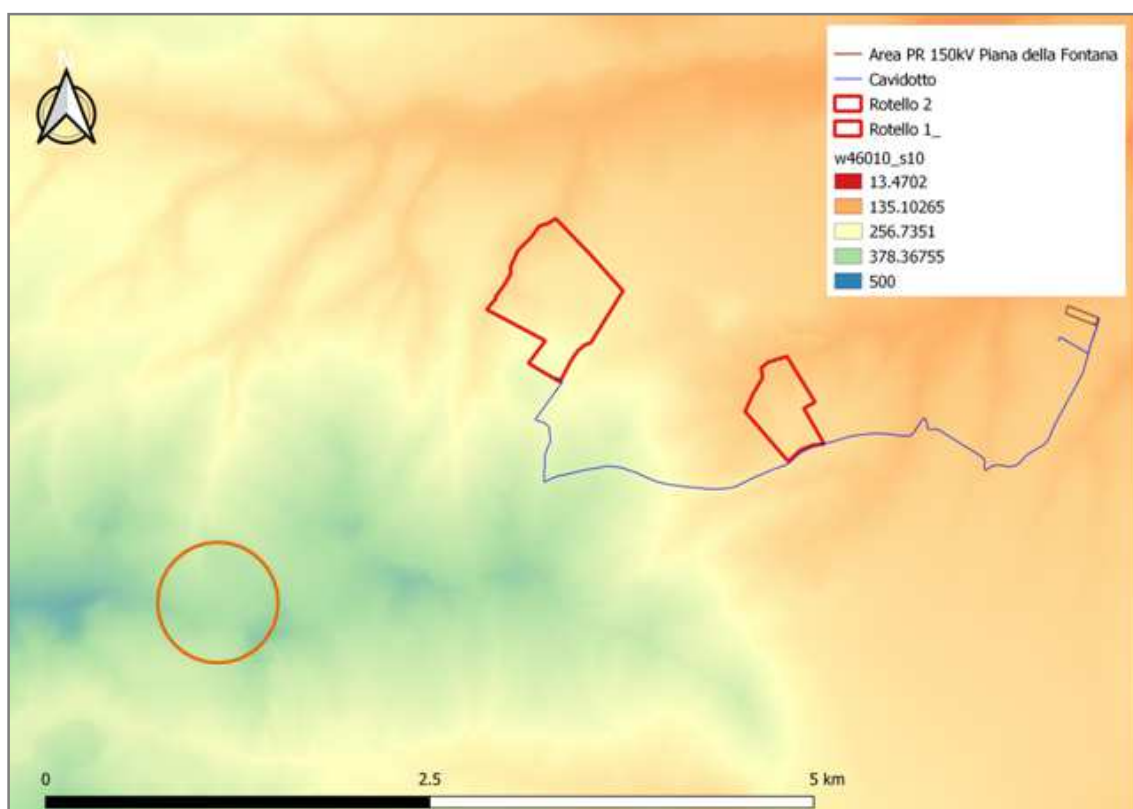 Area PR 150kV Piana della Fontana
Cavidotto
Rotello 2
Rotello 1_
w46010_s10
13.4702
135.10265
256.7351
378.36755
500
0
2.5
5 km